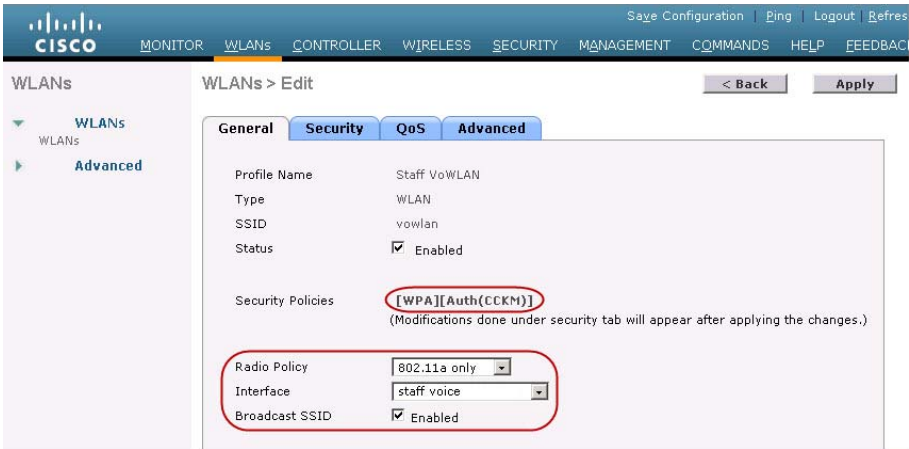 Save Configuration | Ping | Logout | Refres
CISCO MONITOR WLANs CONTROLLER WIRELESS SECURITY MANAGEMENT COMMANDS HELP FEEDBAC
WLANs WLANs > Edit < Back Apply
WLANs
WLANs
Advanced
General Security QoS Advanced
Profile Name Staff VoWLAN
Type WLAN
SSID vowlan
Status Enabled
Security Policies [WPA][Auth(CCKM)]
(Modifications done under security tab will appear after applying the changes.)
Radio Policy 802.11a only
Interface staff voice
Broadcast SSID Enabled